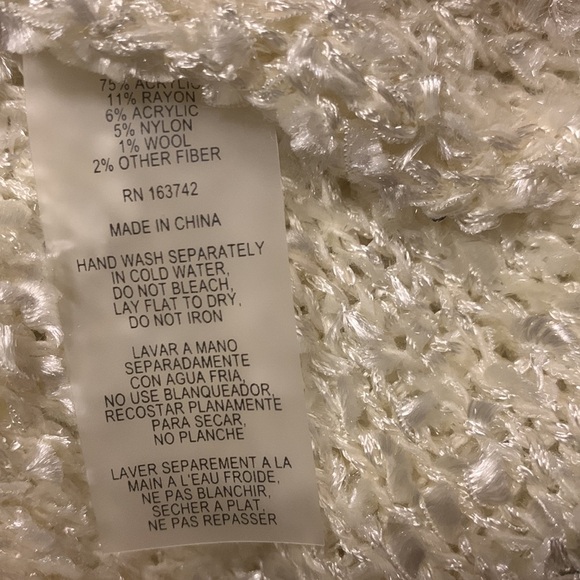 75% ACRYLIC
11% RAYON
6% ACRYLIC
5% NYLON
1% WOOL
2% OTHER FIBER
RN 163742
MADE IN CHINA
HAND WASH SEPARATELY
IN COLD WATER,
DO NOT BLEACH,
LAY FLAT TO DRY,
DO NOT IRON
LAVAR A MANO
SEPARADAMENTE
CON AGUA FRIA,
NO USE BLANQUEADOR,
RECOSTAR PLANAMENTE
PARA SECAR,
NO PLANCHE
LAVER SEPAREMENT A LA
MAIN A L'EAU FROIDE,
NE PAS BLANCHIR,
SECHER A PLAT,
NE PAS REPASSER